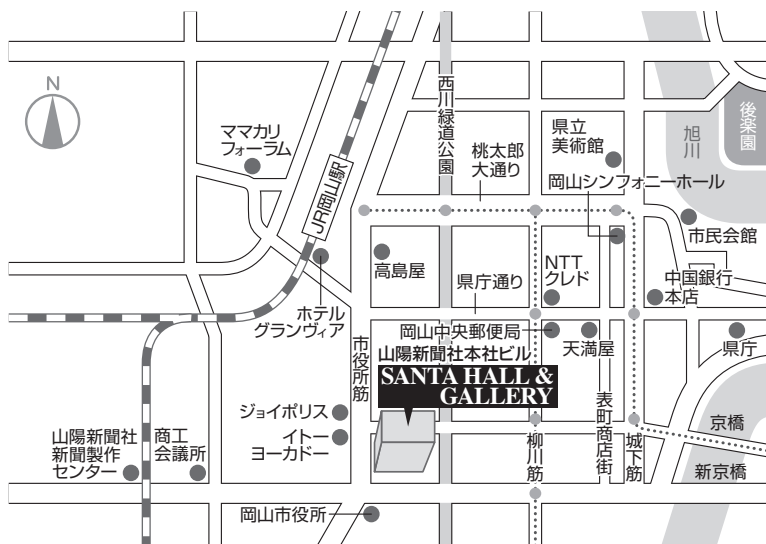 N
ママカリ
フォーラム
JR岡山駅
西川緑道公園
桃太郎
大通り
県立
美術館
旭川
後楽園
岡山シンフォニーホール
市民会館
高島屋
県庁通り
NTT
クレド
中国銀行
本店
ホテル
グランヴィア
市役所筋
岡山中央郵便局
天満屋
県庁
山陽新聞社本社ビル
SANTA HALL &
GALLERY
ジョイポリス
イトー
ヨーカドー
山陽新聞社
新聞製作
センター
商工
会議所
柳川筋
表町商店街
城下筋
京橋
新京橋
岡山市役所